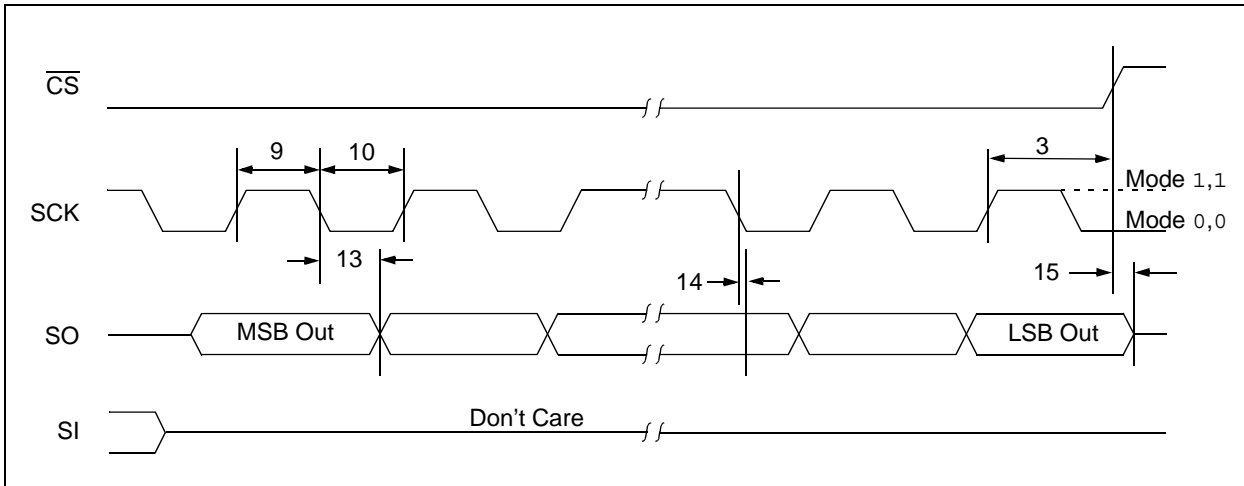 CS
9
10
3
SCK
Mode 1,1
Mode 0,0
13
14
15
SO
MSB Out
LSB Out
SI
Don't Care